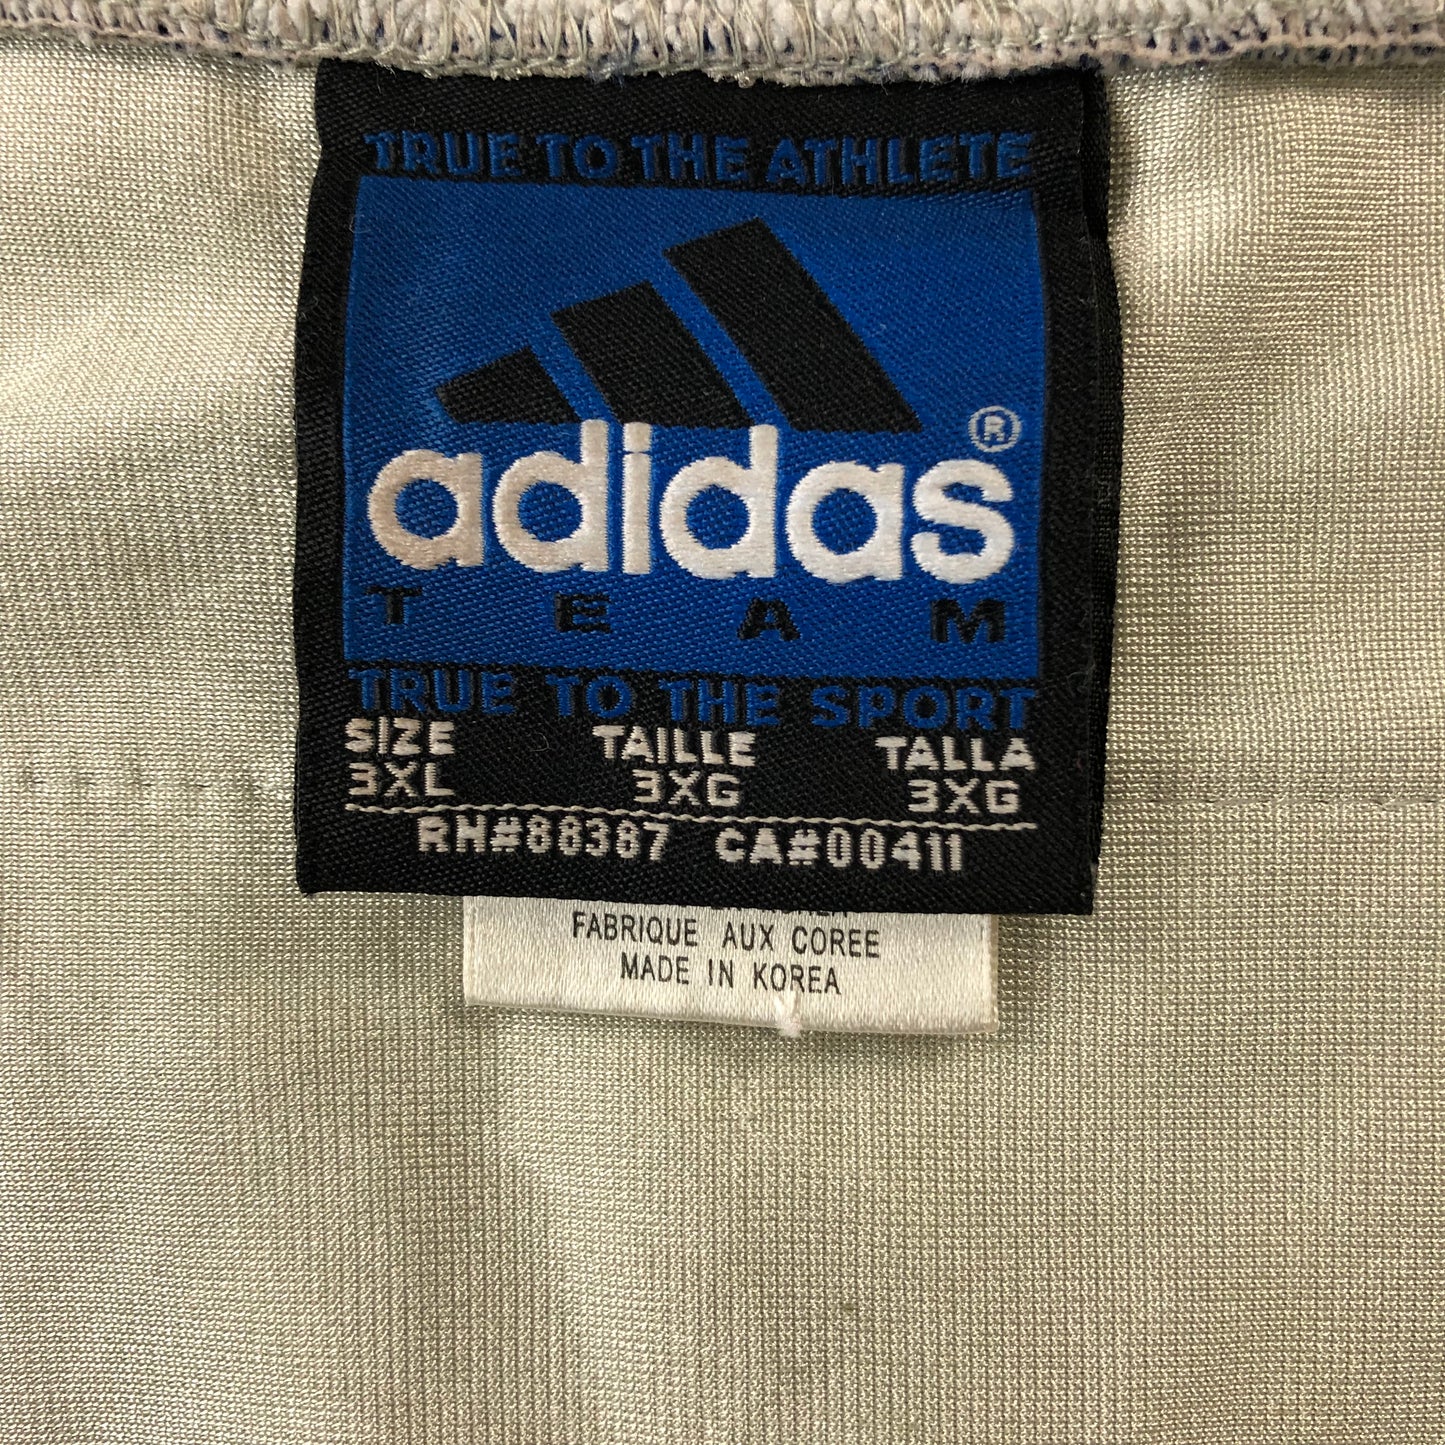 TRUE TO THE ATHLETE
adidas®
TEAM
TRUE TO THE SPORT
SIZE TAILLE TALLA
3XL 3XG 3XG
RN#88387 CA#00411
FABRIQUE AUX COREE
MADE IN KOREA